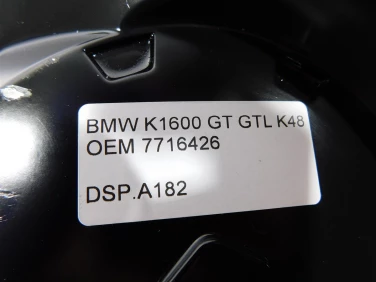 BMW K1600 GT GTL K48
OEM 7716426
DSP.A182